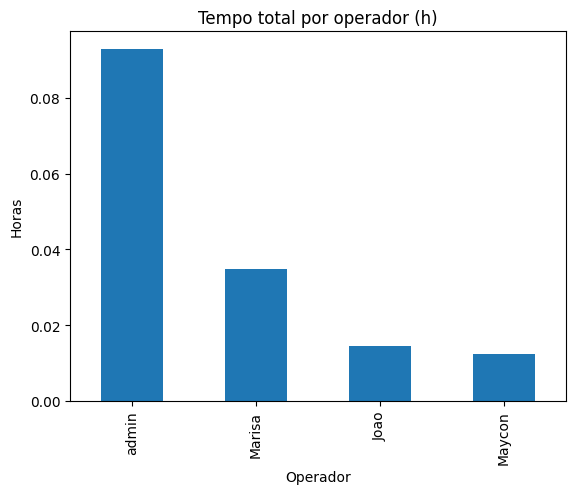 Tempo total por operador (h)
Horas
0.08
0.06
0.04
0.02
0.00
admin
Marisa
Joao
Maycon
Operador